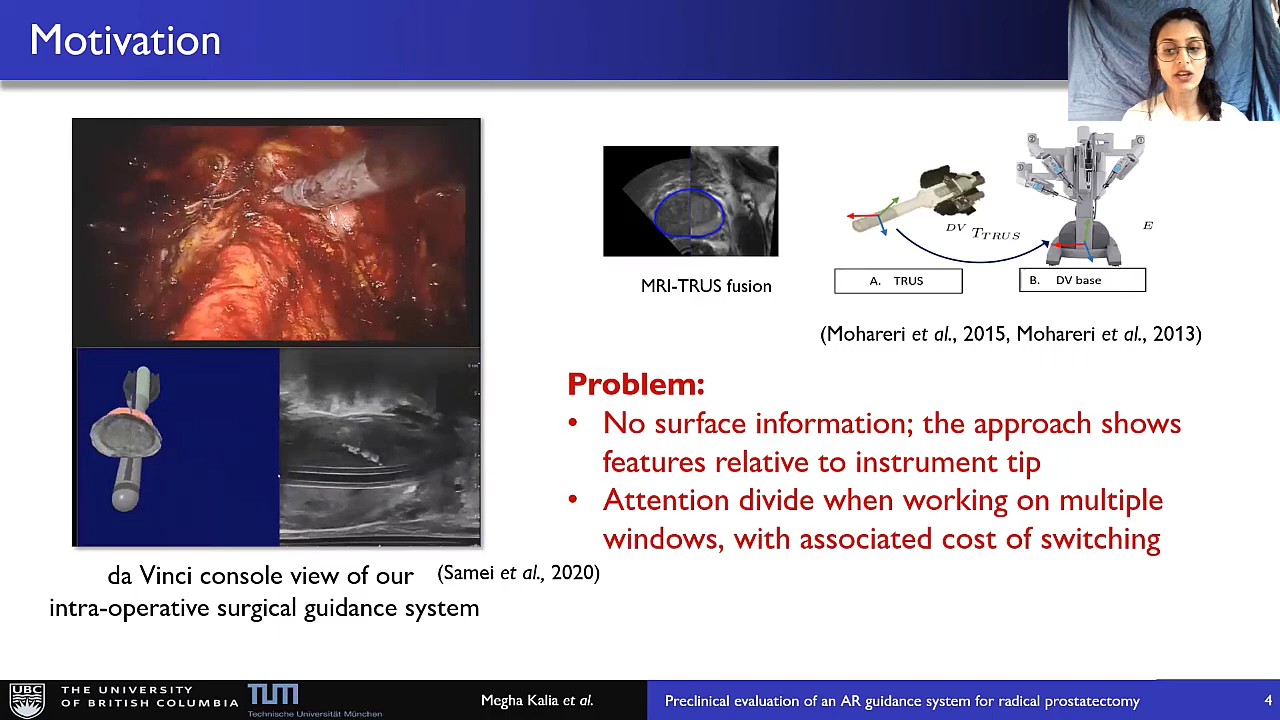 Motivation
MRI-TRUS fusion
DV T TRUS
E
A. TRUS
B. DV base
(Mohareri et al., 2015, Mohareri et al., 2013)
Problem:
• No surface information; the approach shows
features relative to instrument tip
• Attention divide when working on multiple
windows, with associated cost of switching
da Vinci console view of our
intra-operative surgical guidance system
(Samei et al., 2020)
UBC
THE UNIVERSITY
OF BRITISH COLUMBIA
TUM
Technische Universität München
Megha Kalia et al.
Preclinical evaluation of an AR guidance system for radical prostatectomy
4